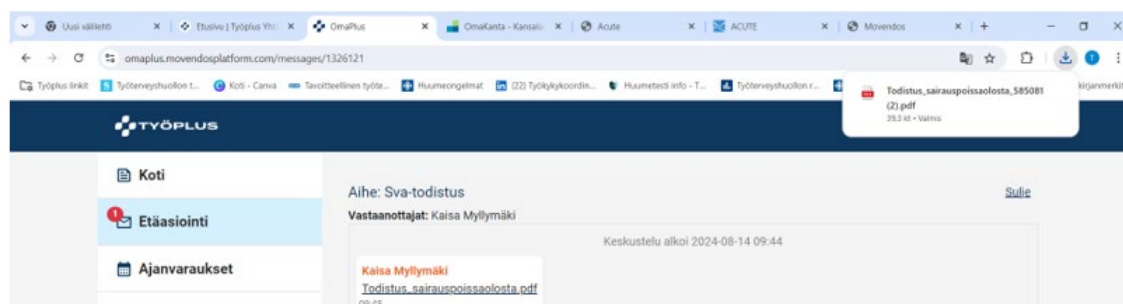 Uusi välilehti
Etusivu | Työplus Yht
OmaPlus
OmaKanta - Kansala
Acute
ACUTE
Movendos
omaplus.movendosplatform.com/messages/1326121
Työplus linkit
Työterveyshuollon t...
Koti - Canva
Tavoitteellinen työte...
Huumeongelmat
(22) Työkykykoordin...
Huumetesti info - T...
Työterveyshuollon r...
kirjanmerkit
Todistus_sairauspoissaolosta_585081
(2).pdf
39,3 kt • Valmis
TYÖPLUS
Koti
Aihe: Sva-todistus
Sulje
1
Etäasiointi
Vastaanottajat: Kaisa Myllymäki
Keskustelu alkoi 2024-08-14 09:44
Ajanvaraukset
Kaisa Myllymäki
Todistus_sairauspoissaolosta.pdf
09:45